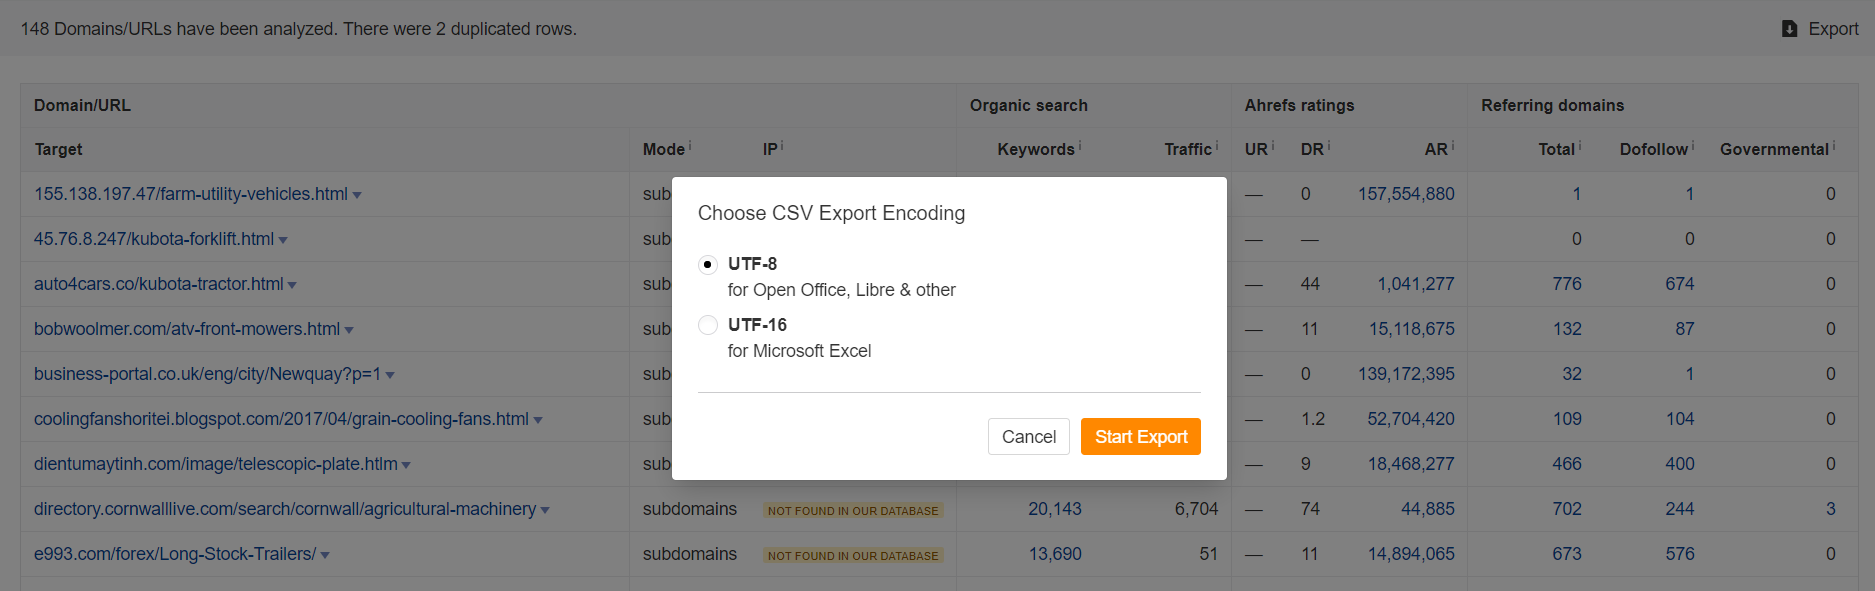 148 Domains/URLs have been analyzed. There were 2 duplicated rows. Export
Domain/URL Organic search Ahrefs ratings Referring domains
Target Mode i IP i Keywords i Traffic i UR i DR i AR i Total i Dofollow i Governmental i
155.138.197.47/farm-utility-vehicles.html sub — 0 157,554,880 1 1 0
45.76.8.247/kubota-forklift.html sub — — 0 0 0
auto4cars.co/kubota-tractor.html sub — 44 1,041,277 776 674 0
bobwoolmer.com/atv-front-mowers.html sub — 11 15,118,675 132 87 0
business-portal.co.uk/eng/city/Newquay?p=1 sub — 0 139,172,395 32 1 0
coolingfanshoritei.blogspot.com/2017/04/grain-cooling-fans.html sub — 1.2 52,704,420 109 104 0
dientumaytinh.com/image/telescopic-plate.htlm sub — 9 18,468,277 466 400 0
directory.cornwalllive.com/search/cornwall/agricultural-machinery subdomains NOT FOUND IN OUR DATABASE 20,143 6,704 — 74 44,885 702 244 3
e993.com/forex/Long-Stock-Trailers/ subdomains NOT FOUND IN OUR DATABASE 13,690 51 — 11 14,894,065 673 576 0
Choose CSV Export Encoding
UTF-8
for Open Office, Libre & other
UTF-16
for Microsoft Excel
Cancel Start Export